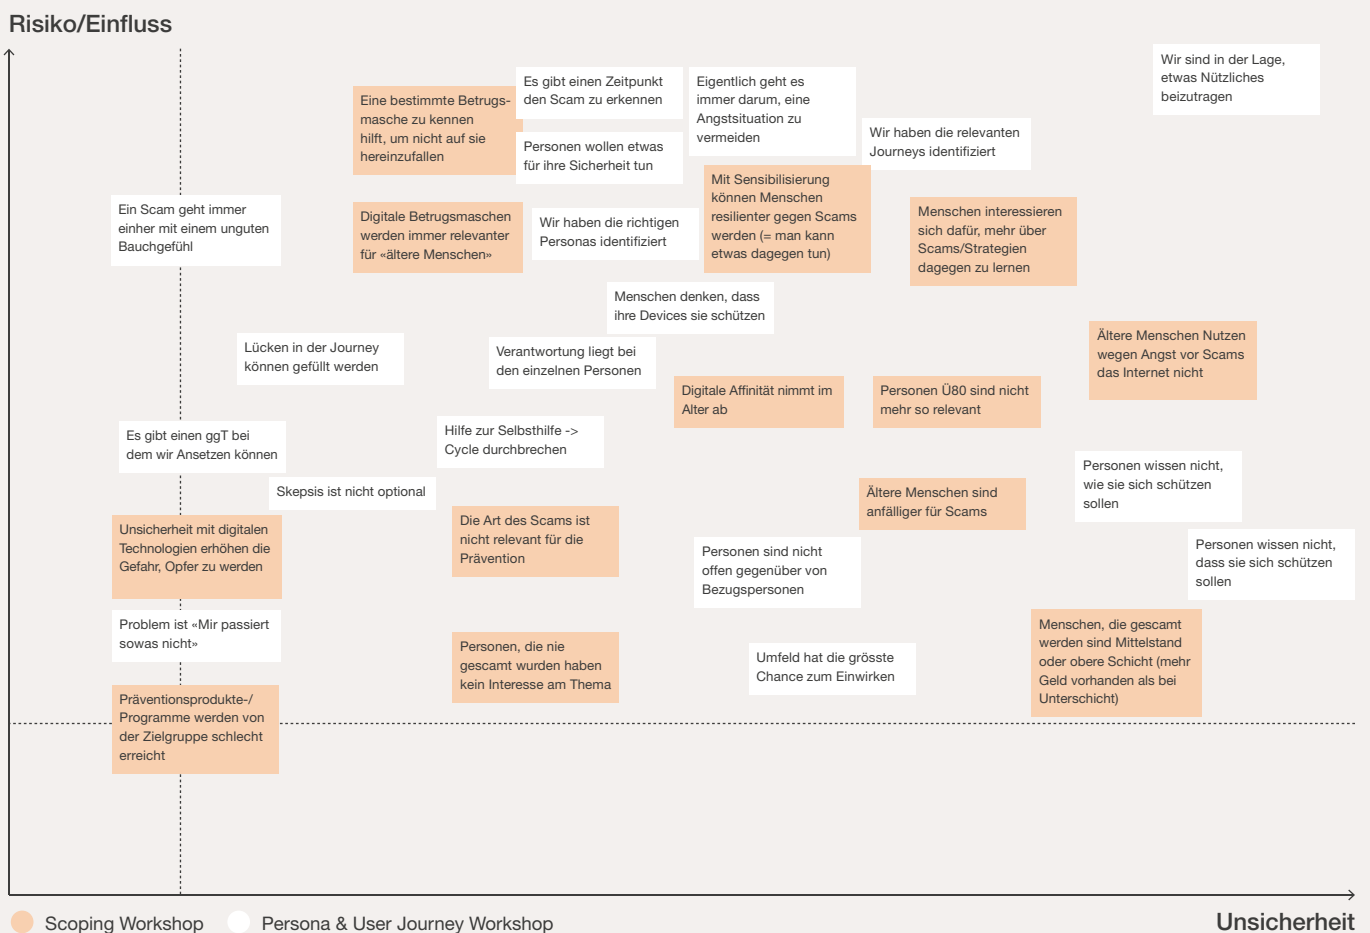 Risiko/Einfluss
Wir sind in der Lage,
etwas Nützliches
beizutragen
Es gibt einen Zeitpunkt
den Scam zu erkennen
Eigentlich geht es
immer darum, eine
Angstsituation zu
vermeiden
Eine bestimmte Betrugs-
masche zu kennen
hilft, um nicht auf sie
hereinzufallen
Personen wollen etwas
für ihre Sicherheit tun
Wir haben die relevanten
Journeys identifiziert
Mit Sensibilisierung
können Menschen
resilienter gegen Scams
werden (= man kann
etwas dagegen tun)
Ein Scam geht immer
einher mit einem unguten
Bauchgefühl
Digitale Betrugsmaschen
werden immer relevanter
für «ältere Menschen»
Wir haben die richtigen
Personas identifiziert
Menschen interessieren
sich dafür, mehr über
Scams/Strategien
dagegen zu lernen
Menschen denken, dass
ihre Devices sie schützen
Lücken in der Journey
können gefüllt werden
Verantwortung liegt bei
den einzelnen Personen
Ältere Menschen Nutzen
wegen Angst vor Scams
das Internet nicht
Digitale Affinität nimmt im
Alter ab
Personen Ü80 sind nicht
mehr so relevant
Es gibt einen ggT bei
dem wir Ansetzen können
Hilfe zur Selbsthilfe ->
Cycle durchbrechen
Personen wissen nicht,
wie sie sich schützen
sollen
Skepsis ist nicht optional
Ältere Menschen sind
anfälliger für Scams
Unsicherheit mit digitalen
Technologien erhöhen die
Gefahr, Opfer zu werden
Die Art des Scams ist
nicht relevant für die
Prävention
Personen sind nicht
offen gegenüber von
Bezugspersonen
Personen wissen nicht,
dass sie sich schützen
sollen
Problem ist «Mir passiert
sowas nicht»
Personen, die nie
gescamt wurden haben
kein Interesse am Thema
Umfeld hat die grösste
Chance zum Einwirken
Menschen, die gescamt
werden sind Mittelstand
oder obere Schicht (mehr
Geld vorhanden als bei
Unterschicht)
Präventionsprodukte-/
Programme werden von
der Zielgruppe schlecht
erreicht
Scoping Workshop
Persona & User Journey Workshop
Unsicherheit